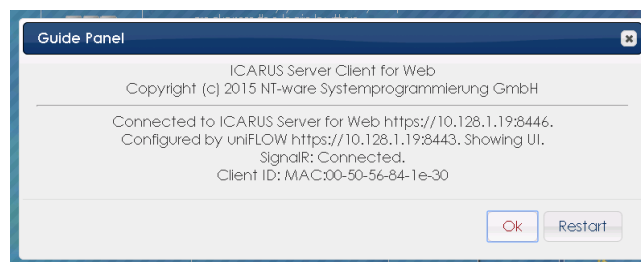 Guide Panel
ICARUS Server Client for Web
Copyright (c) 2015 NT-ware Systemprogrammierung GmbH
Connected to ICARUS Server for Web https://10.128.1.19:8446.
Configured by uniFLOW https://10.128.1.19:8443. Showing UI.
SignalR: Connected.
Client ID: MAC:00-50-56-84-1e-30
Ok
Restart